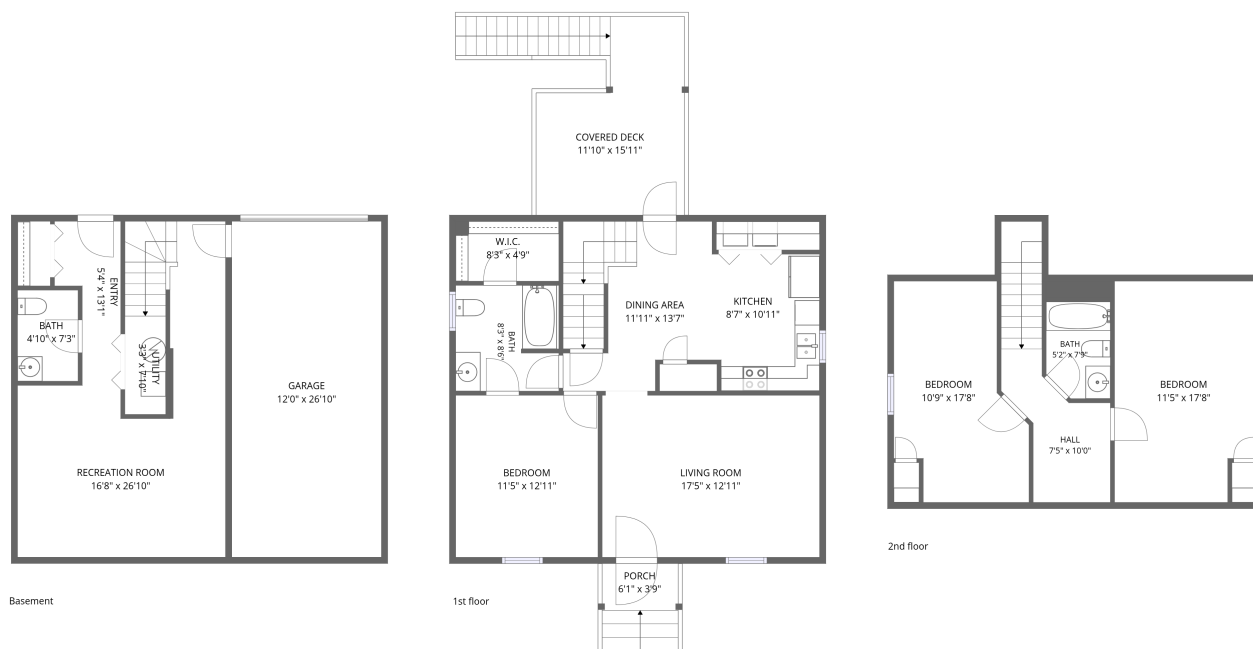 COVERED DECK
11'10" x 15'11"
W.I.C.
8'3" x 4'9"
ENTRY
5'4" x 13'1"
BATH
4'10" x 7'3"
UTILITY
3'3" x 7'10"
GARAGE
12'0" x 26'10"
RECREATION ROOM
16'8" x 26'10"
Basement
BATH
8'3" x 8'6"
DINING AREA
11'11" x 13'7"
KITCHEN
8'7" x 10'11"
BEDROOM
11'5" x 12'11"
LIVING ROOM
17'5" x 12'11"
PORCH
6'1" x 3'9"
1st floor
BATH
5'2" x 7'9"
BEDROOM
10'9" x 17'8"
BEDROOM
11'5" x 17'8"
HALL
7'5" x 10'0"
2nd floor